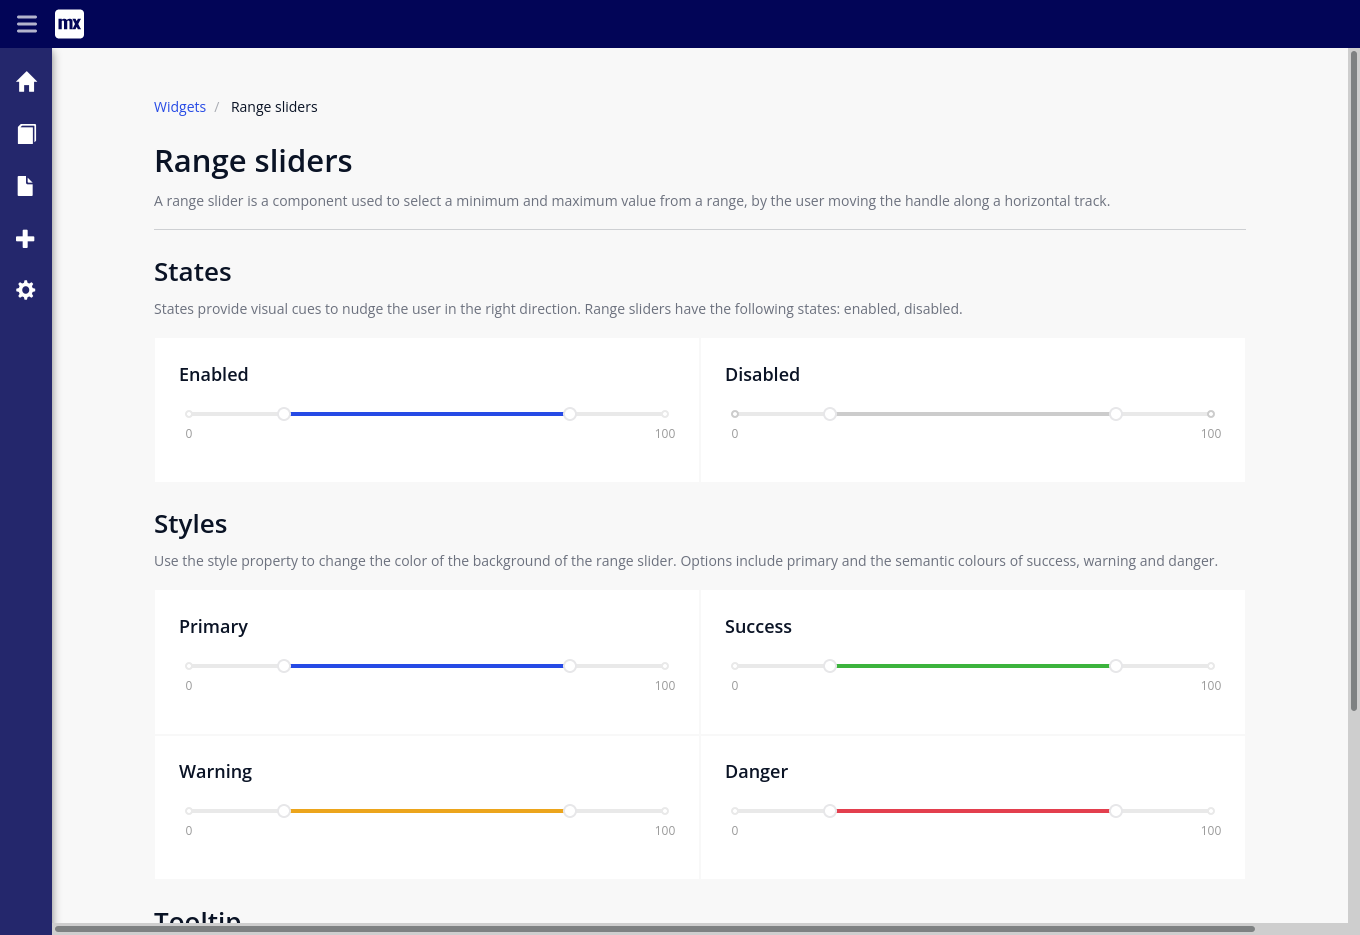 mx
Widgets / Range sliders
Range sliders
A range slider is a component used to select a minimum and maximum value from a range, by the user moving the handle along a horizontal track.
States
States provide visual cues to nudge the user in the right direction. Range sliders have the following states: enabled, disabled.
Enabled
0 100
Disabled
0 100
Styles
Use the style property to change the color of the background of the range slider. Options include primary and the semantic colours of success, warning and danger.
Primary
0 100
Success
0 100
Warning
0 100
Danger
0 100
Tooltip